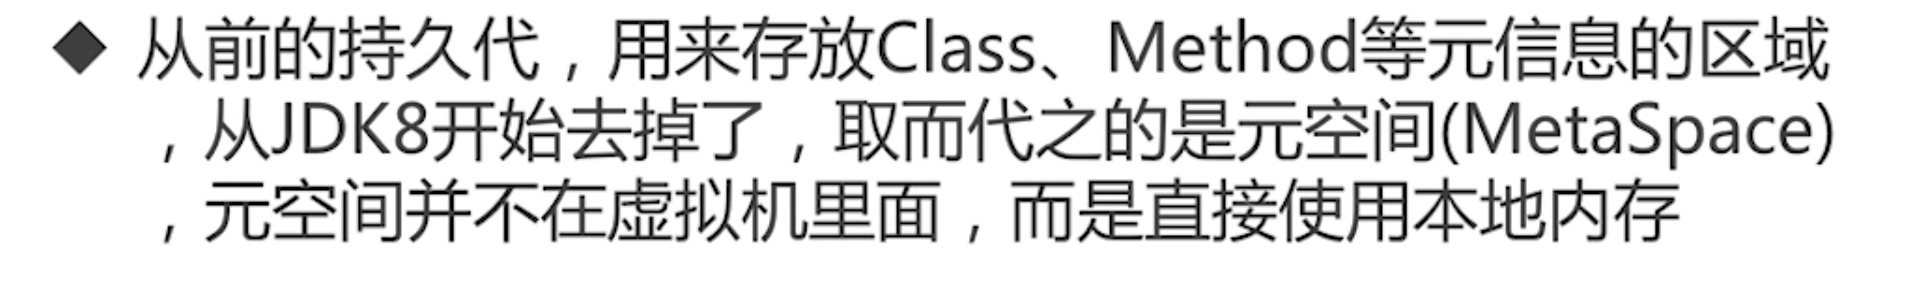 ◆ 从前的持久代，用来存放Class、Method等元信息的区域
，从JDK8开始去掉了，取而代之的是元空间(MetaSpace)
，元空间并不在虚拟机里面，而是直接使用本地内存